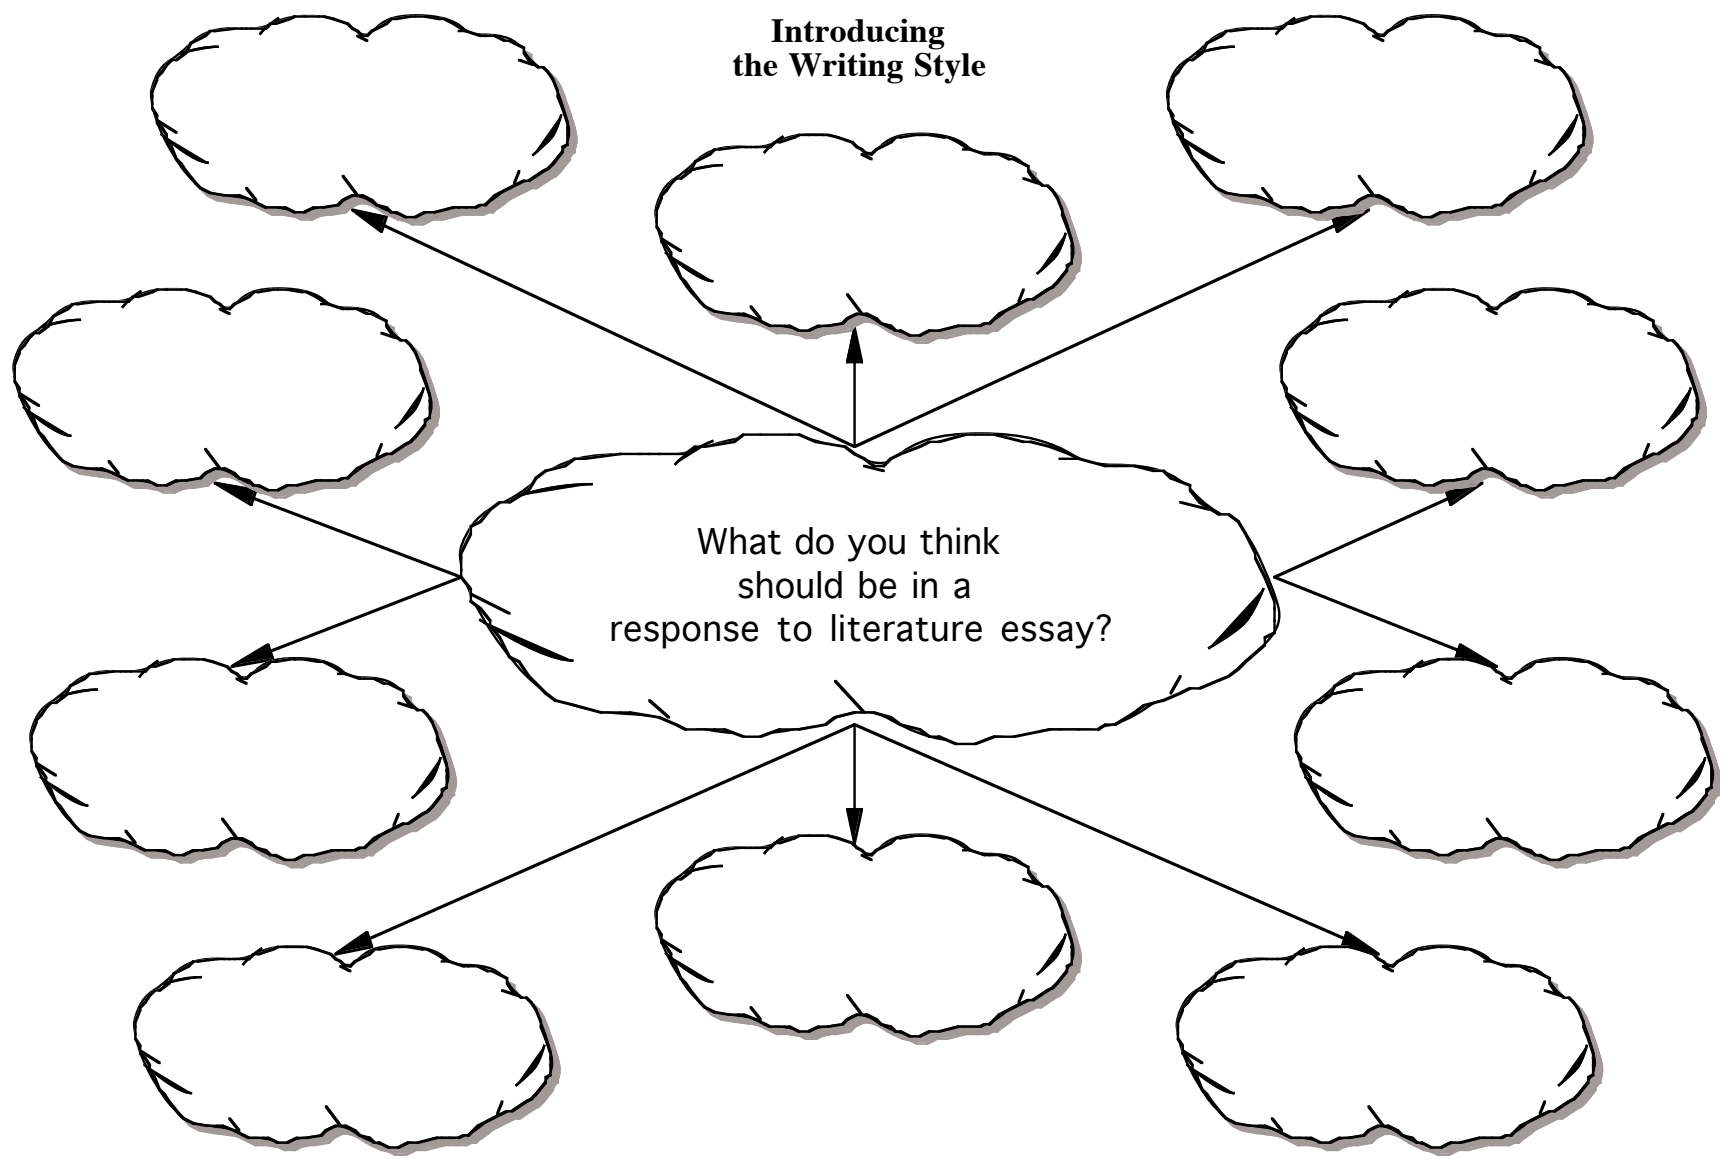 Introducing
the Writing Style
What do you think
should be in a
response to literature essay?